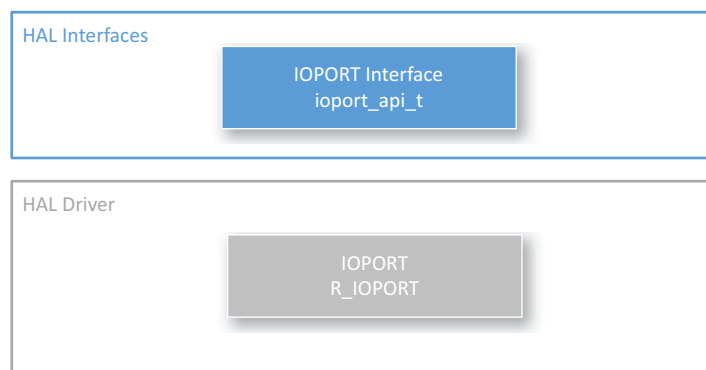 HAL Interfaces
IOPORT Interface
ioport_api_t
HAL Driver
IOPORT
R_IOPORT